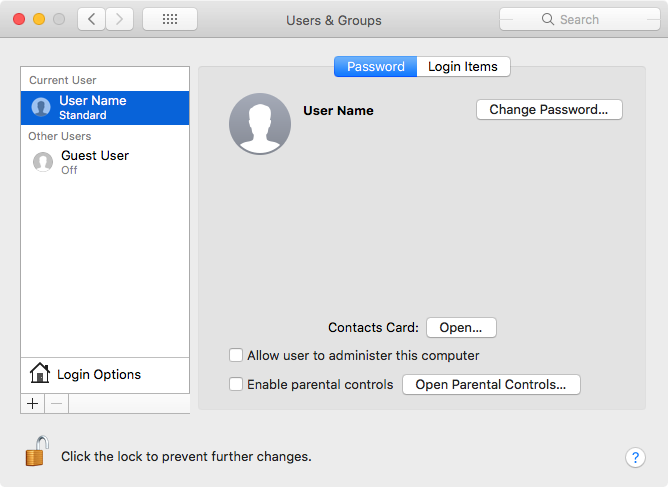 Users & Groups
Search
Password
Login Items
Current User
User Name
Standard
Other Users
Guest User
Off
Login Options
User Name
Change Password...
Contacts Card:
Open...
Allow user to administer this computer
Enable parental controls
Open Parental Controls...
Click the lock to prevent further changes.
?